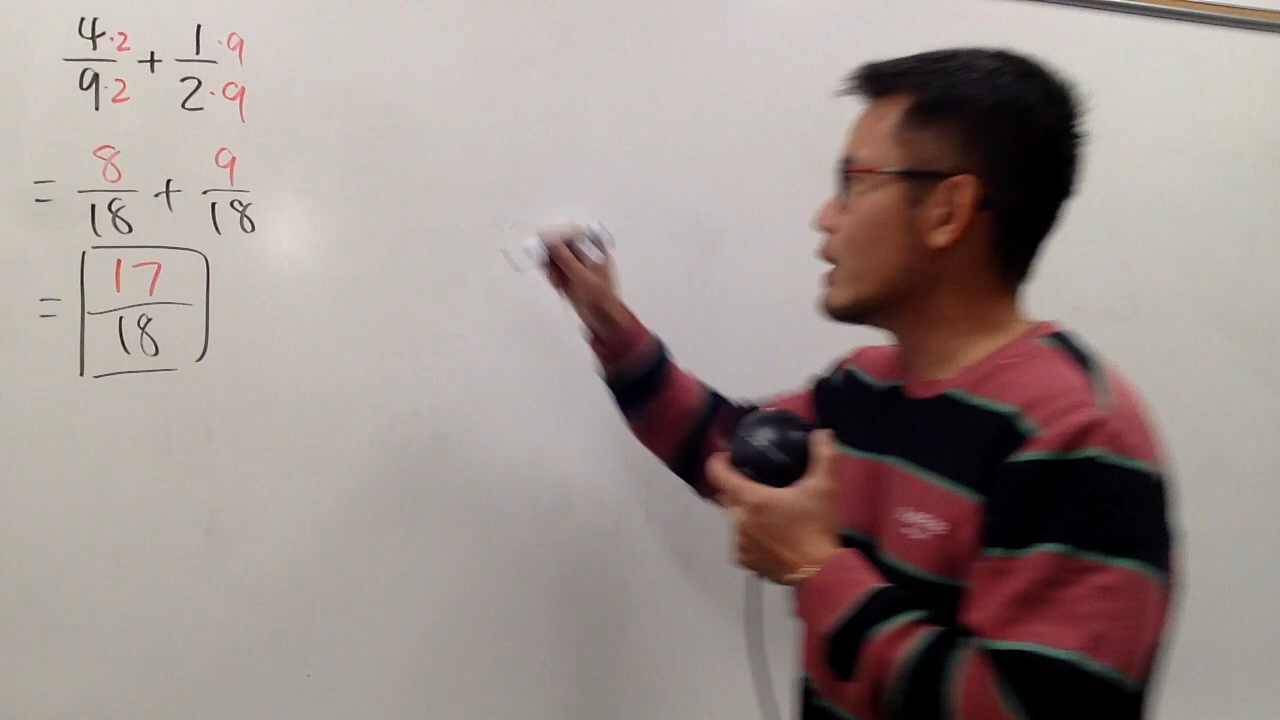 4·2/9·2 + 1·9/2·9
= 8/18 + 9/18
= 17/18